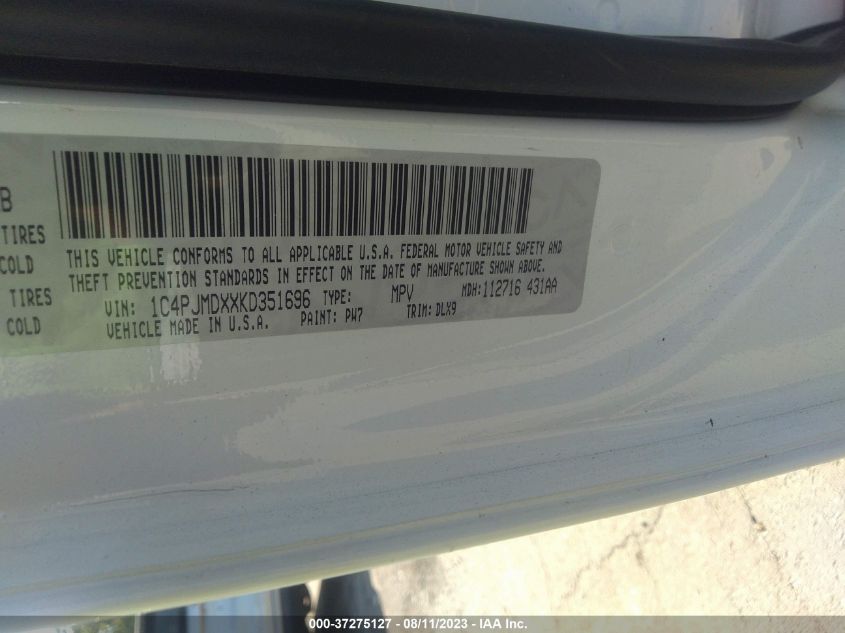 B
TIRES
COLD
TIRES
COLD
THIS VEHICLE CONFORMS TO ALL APPLICABLE U.S.A. FEDERAL MOTOR VEHICLE SAFETY AND
THEFT PREVENTION STANDARDS IN EFFECT ON THE DATE OF MANUFACTURE SHOWN ABOVE.
VIN: 1C4PJMDXXKD351696 TYPE: MPV MDH:112716 431AA
VEHICLE MADE IN U.S.A. PAINT: PW7 TRIM: DLX9
000-37275127 - 08/11/2023 - IAA Inc.